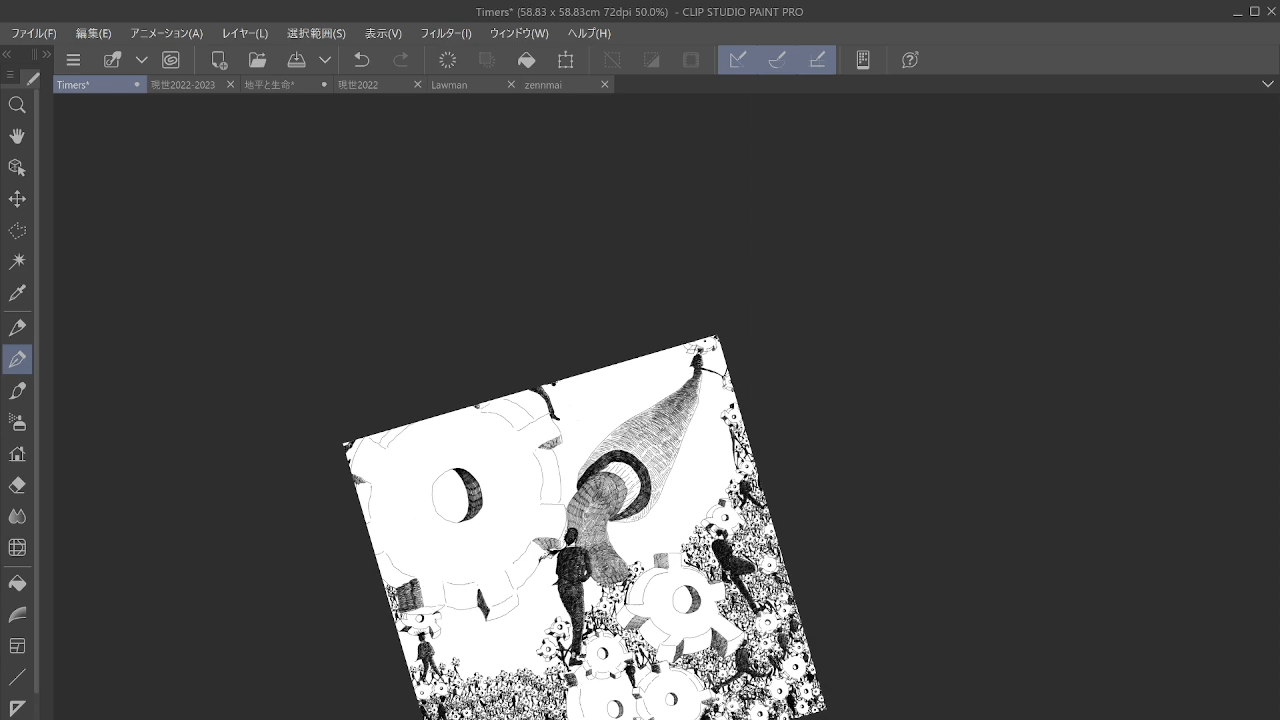 Timers* (58.83 x 58.83cm 72dpi 50.0%) - CLIP STUDIO PAINT PRO
ファイル(F) 編集(E) アニメーション(A) レイヤー(L) 選択範囲(S) 表示(V) フィルター(I) ウィンドウ(W) ヘルプ(H)
Timers* 現世2022-2023 地平と生命* 現世2022 Lawman zennmai